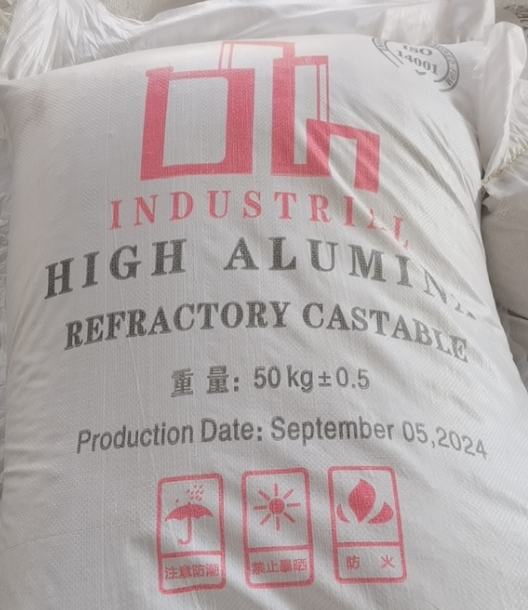 ISO
14001
INDUSTRIAL
HIGH ALUMINA
REFRACTORY CASTABLE
重 量: 50 kg±0.5
Production Date: September 05,2024
注意防潮
禁止曝晒
防 火